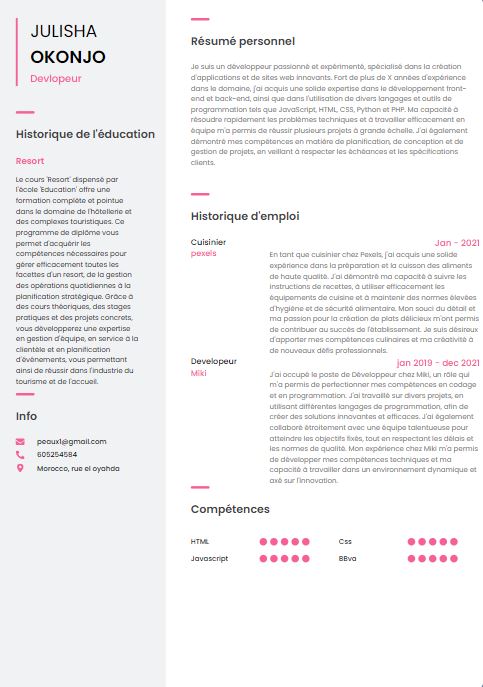 JULISHA
OKONJO
Devlopeur
Historique de l'éducation
Resort
Le cours 'Resort' dispensé par
l'école 'Education' offre une
formation complète et pointue
dans le domaine de l'hôtellerie et
des complexes touristiques. Ce
programme de diplôme vous
permet d'acquérir les
compétences nécessaires pour
gérer efficacement toutes les
facettes d'un resort, de la gestion
des opérations quotidiennes à la
planification stratégique. Grâce à
des cours théoriques, des stages
pratiques et des projets concrets,
vous développerez une expertise
en gestion d'équipe, en service à la
clientèle et en planification
d'événements, vous permettant
ainsi de réussir dans l'industrie du
tourisme et de l'accueil.
Info
peaux1@gmail.com
605254584
Morocco, rue el oyahda
Résumé personnel
Je suis un développeur passionné et expérimenté, spécialisé dans la création
d'applications et de sites web innovants. Fort de plus de X années d'expérience
dans le domaine, j'ai acquis une solide expertise dans le développement front-
end et back-end, ainsi que dans l'utilisation de divers langages et outils de
programmation tels que JavaScript, HTML, CSS, Python et PHP. Ma capacité à
résoudre rapidement les problèmes techniques et à travailler efficacement en
équipe m'a permis de réussir plusieurs projets à grande échelle. J'ai également
démontré mes compétences en matière de planification, de conception et de
gestion de projets, en veillant à respecter les échéances et les spécifications
clients.
Historique d'emploi
Cuisinier
pexels
Jan - 2021
En tant que cuisinier chez Pexels, j'ai acquis une solide
expérience dans la préparation et la cuisson des aliments
de haute qualité. J'ai démontré ma capacité à suivre les
instructions de recettes, à utiliser efficacement les
équipements de cuisine et à maintenir des normes élevées
d'hygiène et de sécurité alimentaire. Mon souci du détail et
ma passion pour la création de plats délicieux m'ont permis
de contribuer au succès de l'établissement. Je suis désireux
d'apporter mes compétences culinaires et ma créativité à
de nouveaux défis professionnels.
Developeur
Miki
jan 2019 - dec 2021
J'ai occupé le poste de Développeur chez Miki, un rôle qui
m'a permis de perfectionner mes compétences en codage
et en programmation. J'ai travaillé sur divers projets, en
utilisant différentes langages de programmation, afin de
créer des solutions innovantes et efficaces. J'ai également
collaboré étroitement avec une équipe talentueuse pour
atteindre les objectifs fixés, tout en respectant les délais et
les normes de qualité. Mon expérience chez Miki m'a permis
de développer mes compétences techniques et ma
capacité à travailler dans un environnement dynamique et
axé sur l'innovation.
Compétences
HTML
Css
Javascript
BBva